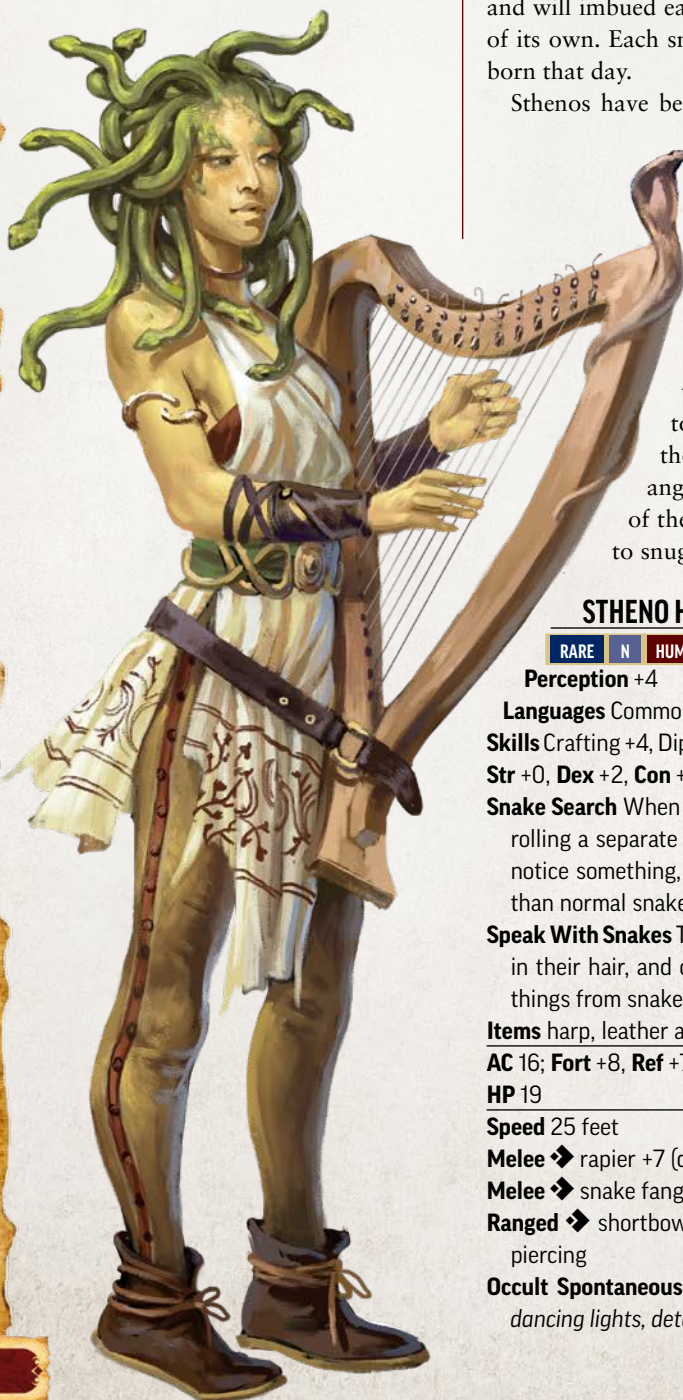 and will imbued ea
of its own. Each sn
born that day.
Sthenos have be
to
the
ang
of the
to snug
STHENO H
RARE N HUM
Perception +4
Languages Commo
Skills Crafting +4, Dip
Str +0, Dex +2, Con +
Snake Search When
rolling a separate
notice something,
than normal snake
Speak With Snakes T
in their hair, and c
things from snake
Items harp, leather a
AC 16; Fort +8, Ref +7
HP 19
Speed 25 feet
Melee ◆ rapier +7 (d
Melee ◆ snake fang
Ranged ◆ shortbow
piercing
Occult Spontaneous
dancing lights, det